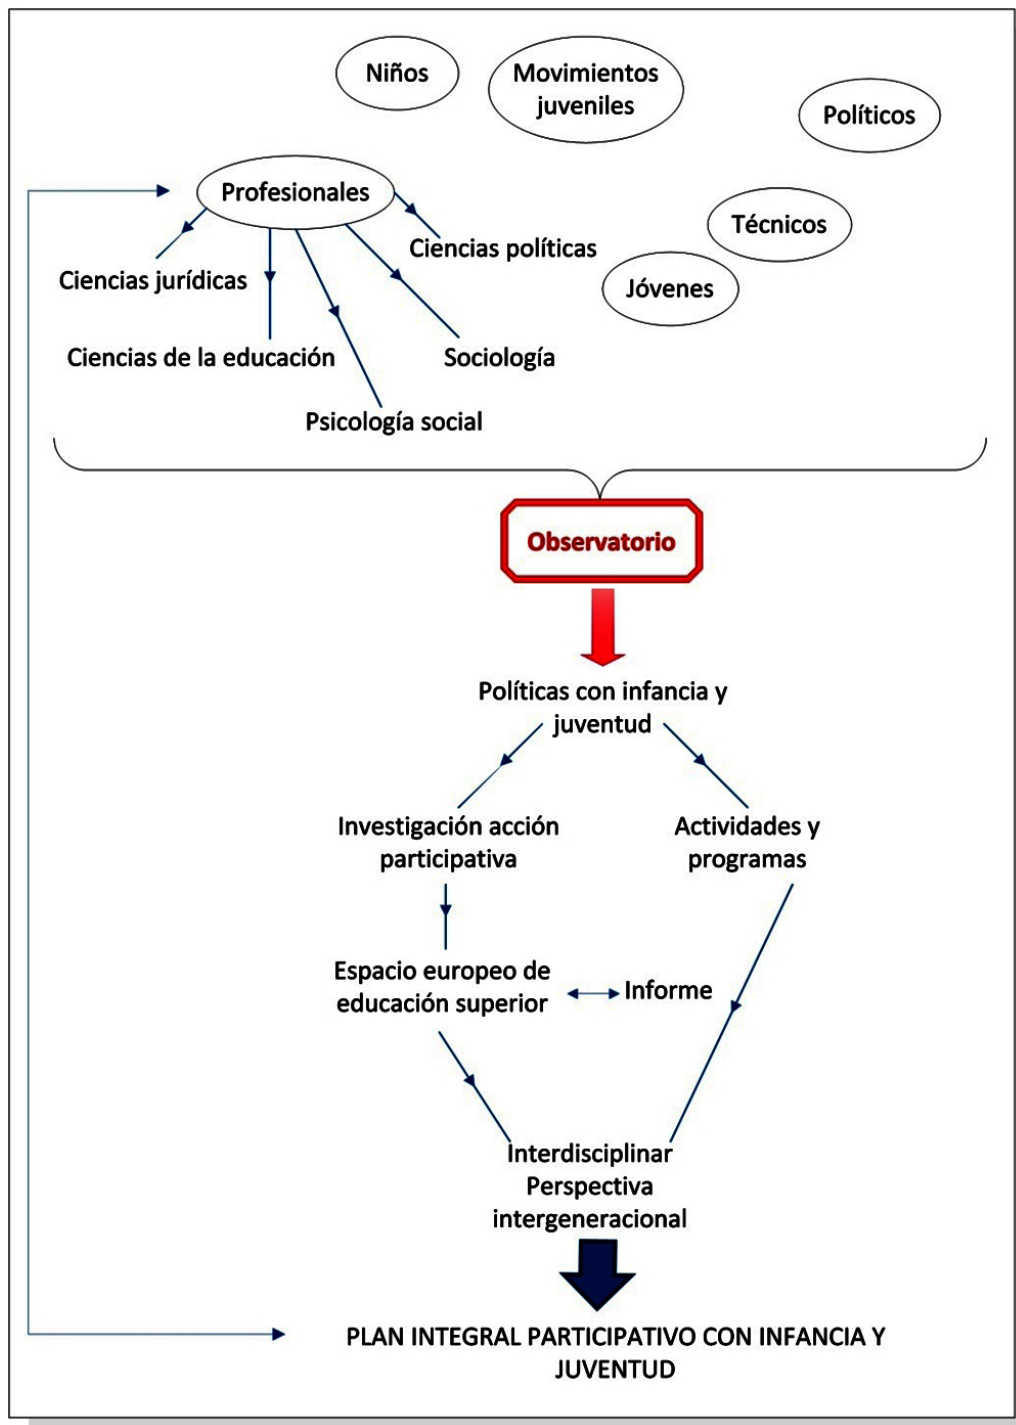 Niños
Movimientos
juveniles
Políticos
Profesionales
Técnicos
Ciencias políticas
Ciencias jurídicas
Jóvenes
Ciencias de la educación
Sociología
Psicología social
Observatorio
Políticas con infancia y
juventud
Investigación acción
participativa
Actividades y
programas
Espacio europeo de
educación superior
Informe
Interdisciplinar
Perspectiva
intergeneracional
PLAN INTEGRAL PARTICIPATIVO CON INFANCIA Y
JUVENTUD